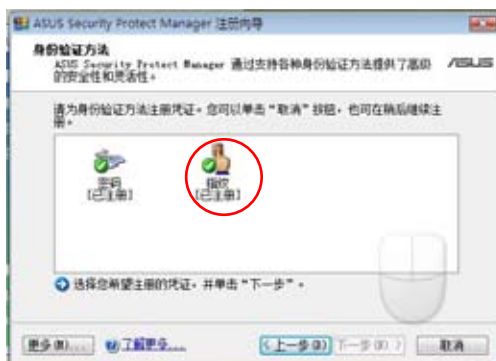 ASUS Security Protect Manager 注册向导
身份验证方法
ASUS Security Protect Manager 通过支持各种身份验证方法提供了高级
的安全性和灵活性。
ASUS
请为身份验证方法注册凭证。您可以单击“取消”按钮，也可在稍后继续注
册。
密码 指纹
[已注册] [已注册]
选择您希望注册的凭证，并单击“下一步”。
更多(M)... 了解更多... < 上一步(B) 下一步(N) > 取消